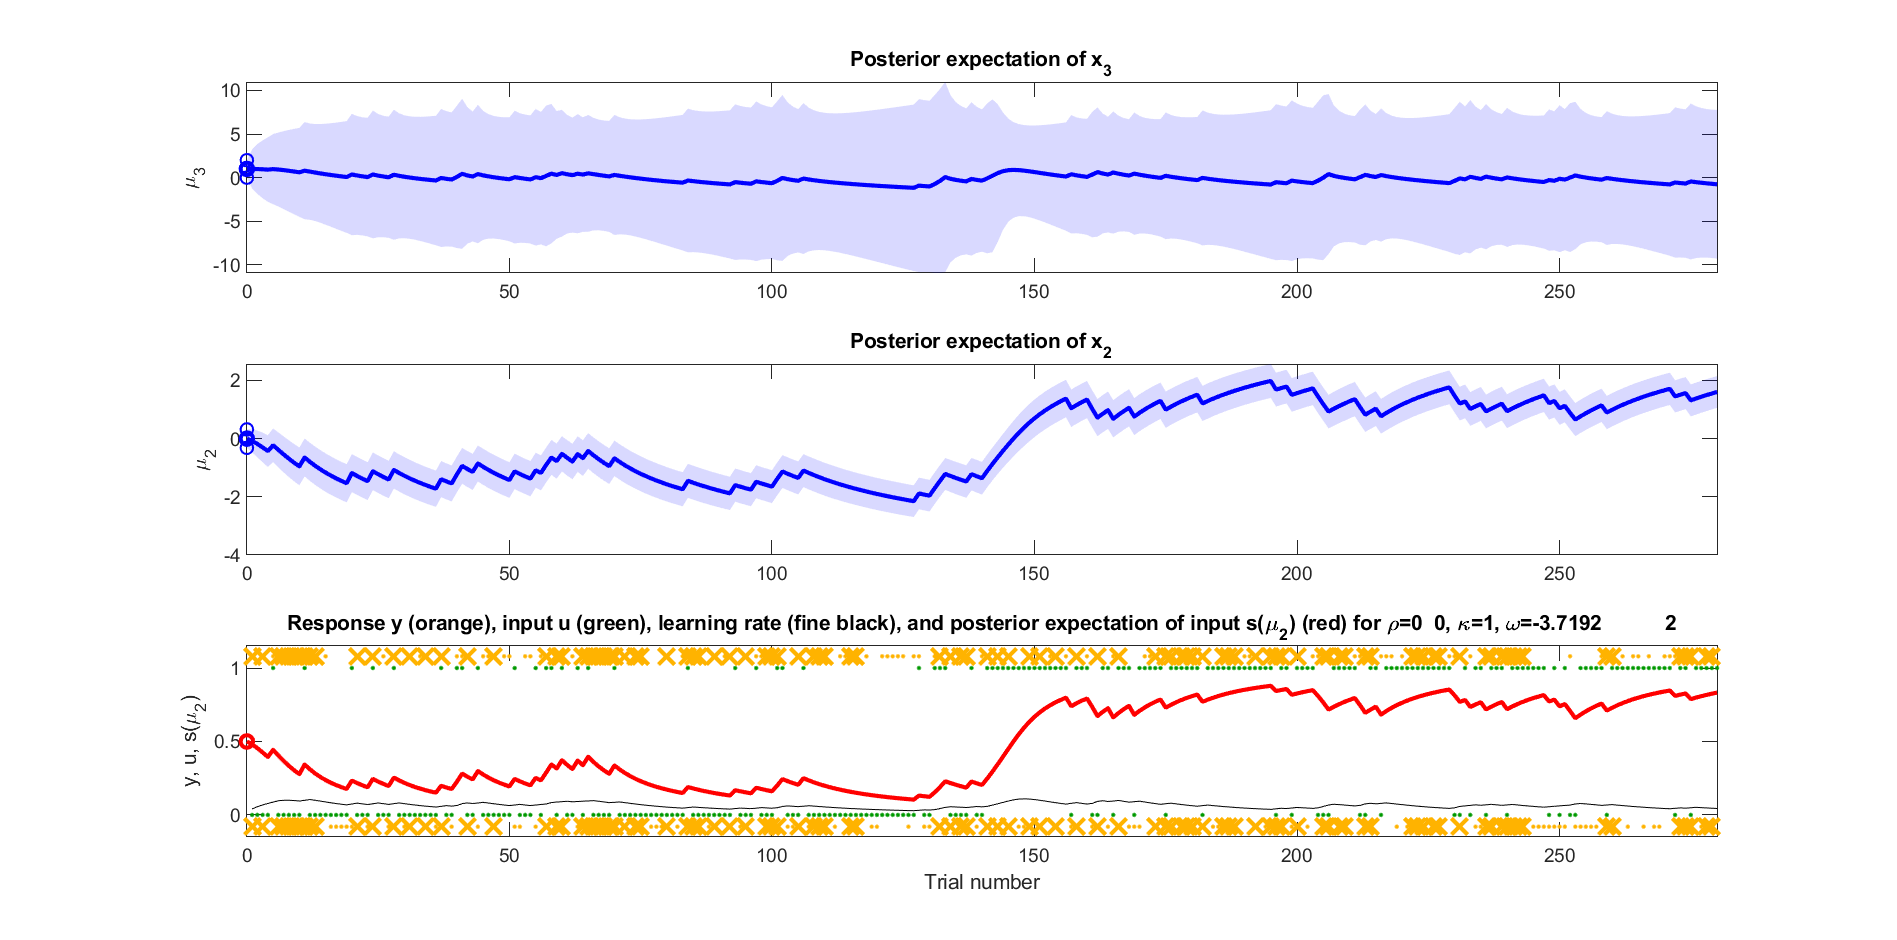 Posterior expectation of x₃
10
5
0
-5
-10
μ₃
0 50 100 150 200 250
Posterior expectation of x₂
2
0
-2
-4
μ₂
0 50 100 150 200 250
Response y (orange), input u (green), learning rate (fine black), and posterior expectation of input s(μ₂) (red) for ρ=0 0, κ=1, ω=-3.7192 2
1
0.5
0
y, u, s(μ₂)
0 50 100 150 200 250
Trial number